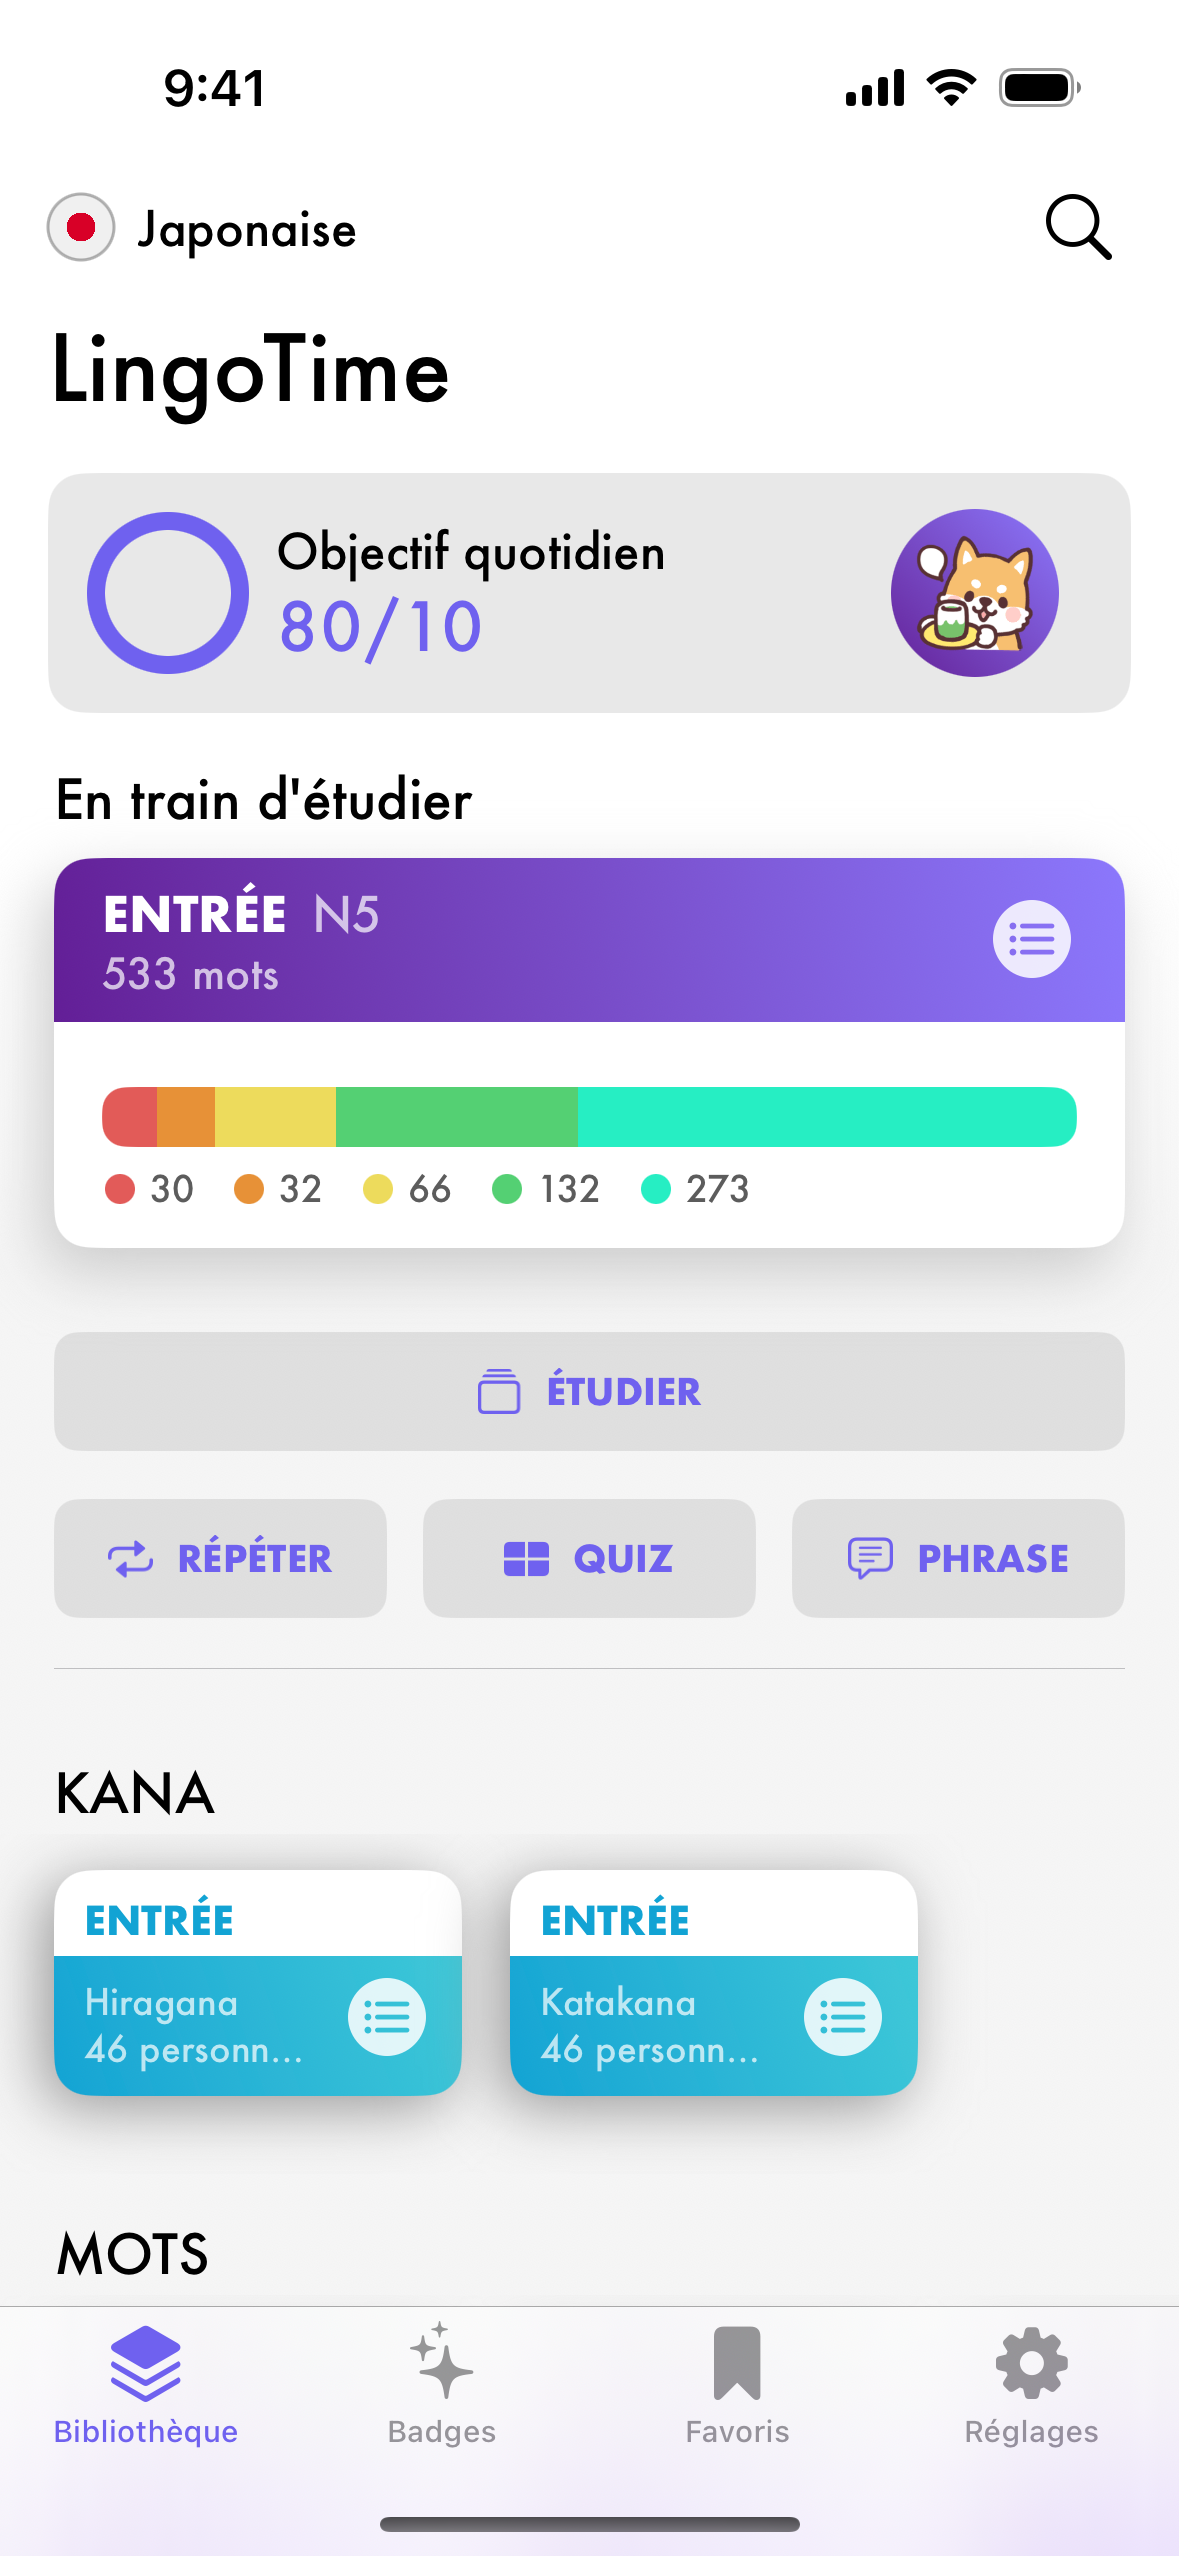 9:41
Japonaise
LingoTime
Objectif quotidien
80/10
En train d'étudier
ENTRÉE N5
533 mots
30 32 66 132 273
ÉTUDIER
RÉPÉTER QUIZ PHRASE
KANA
ENTRÉE ENTRÉE
Hiragana Katakana
46 personn... 46 personn...
MOTS
Bibliothèque Badges Favoris Réglages